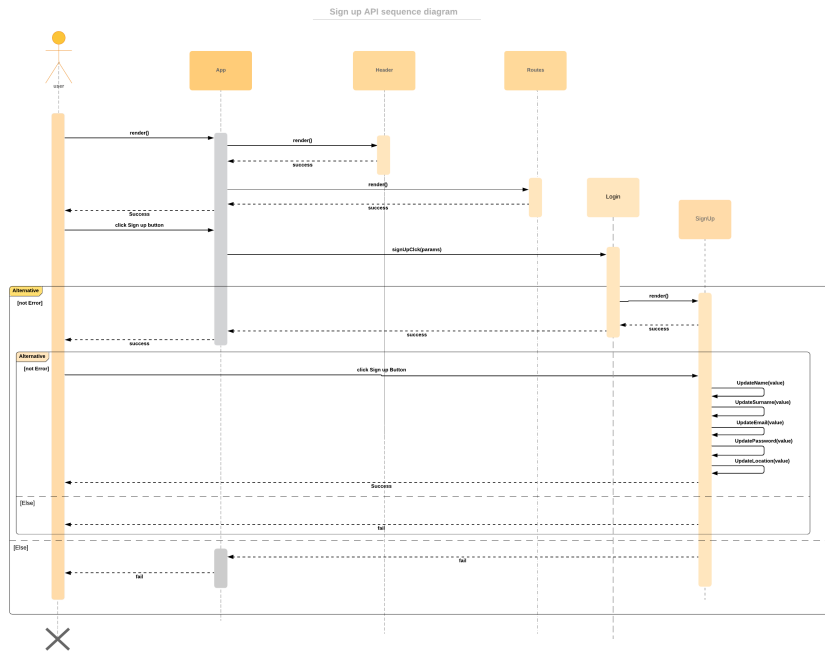 Sign up API sequence diagram
user
App
Header
Routes
render()
render()
success
Login
render()
SignUp
success
Success
click Sign up button
signUpClck(params)
Alternative
[not Error]
render()
success
success
success
Alternative
[not Error]
click Sign up Button
UpdateName(value)
UpdateSurname(value)
UpdateEmail(value)
UpdatePassword(value)
UpdateLocation(value)
Success
[Else]
fail
[Else]
fail
fail